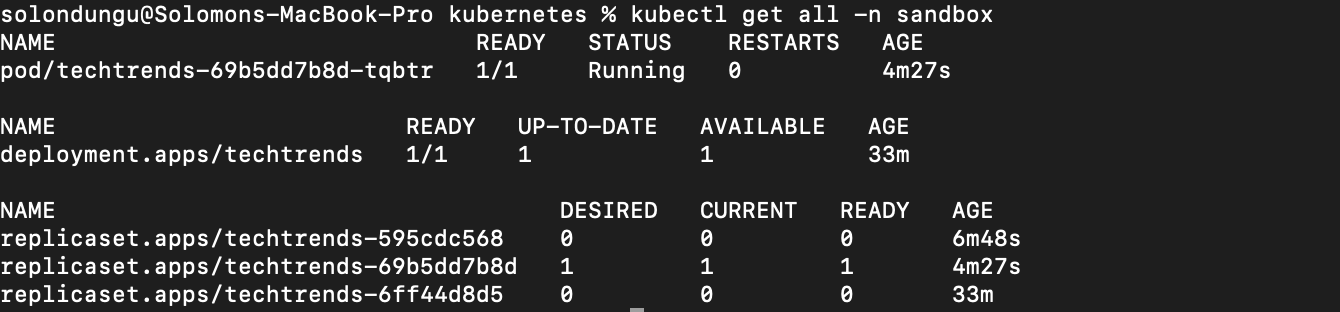 solondungu@Solomons-MacBook-Pro kubernetes % kubectl get all -n sandbox
NAME                              READY   STATUS    RESTARTS   AGE
pod/techtrends-69b5dd7b8d-tqbtr   1/1     Running   0          4m27s

NAME                         READY   UP-TO-DATE   AVAILABLE   AGE
deployment.apps/techtrends   1/1     1            1           33m

NAME                                    DESIRED   CURRENT   READY   AGE
replicaset.apps/techtrends-595cdc568    0         0         0       6m48s
replicaset.apps/techtrends-69b5dd7b8d   1         1         1       4m27s
replicaset.apps/techtrends-6ff44d8d5    0         0         0       33m